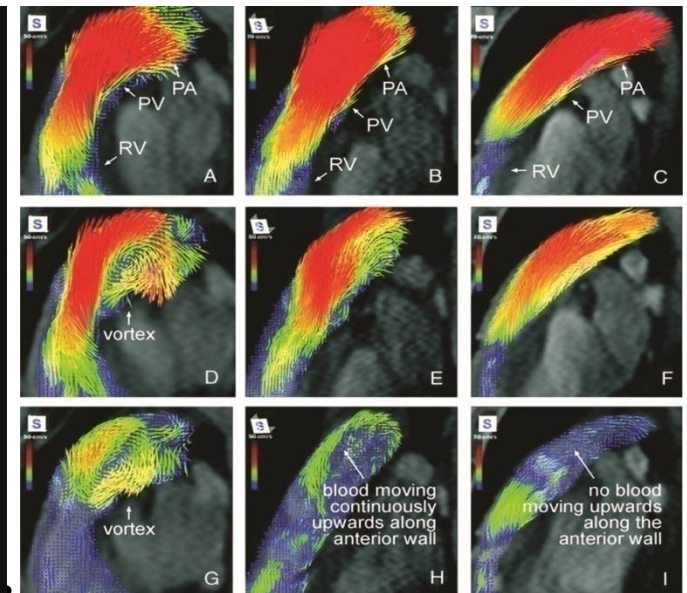 S
S
S
PA
PV
RV
A
PA
PV
RV
B
PA
PV
RV
C
S
S
S
vortex
D
E
F
S
S
S
vortex
G
blood moving
continuously
upwards along
anterior wall
H
no blood
moving upwards
along the
anterior wall
I